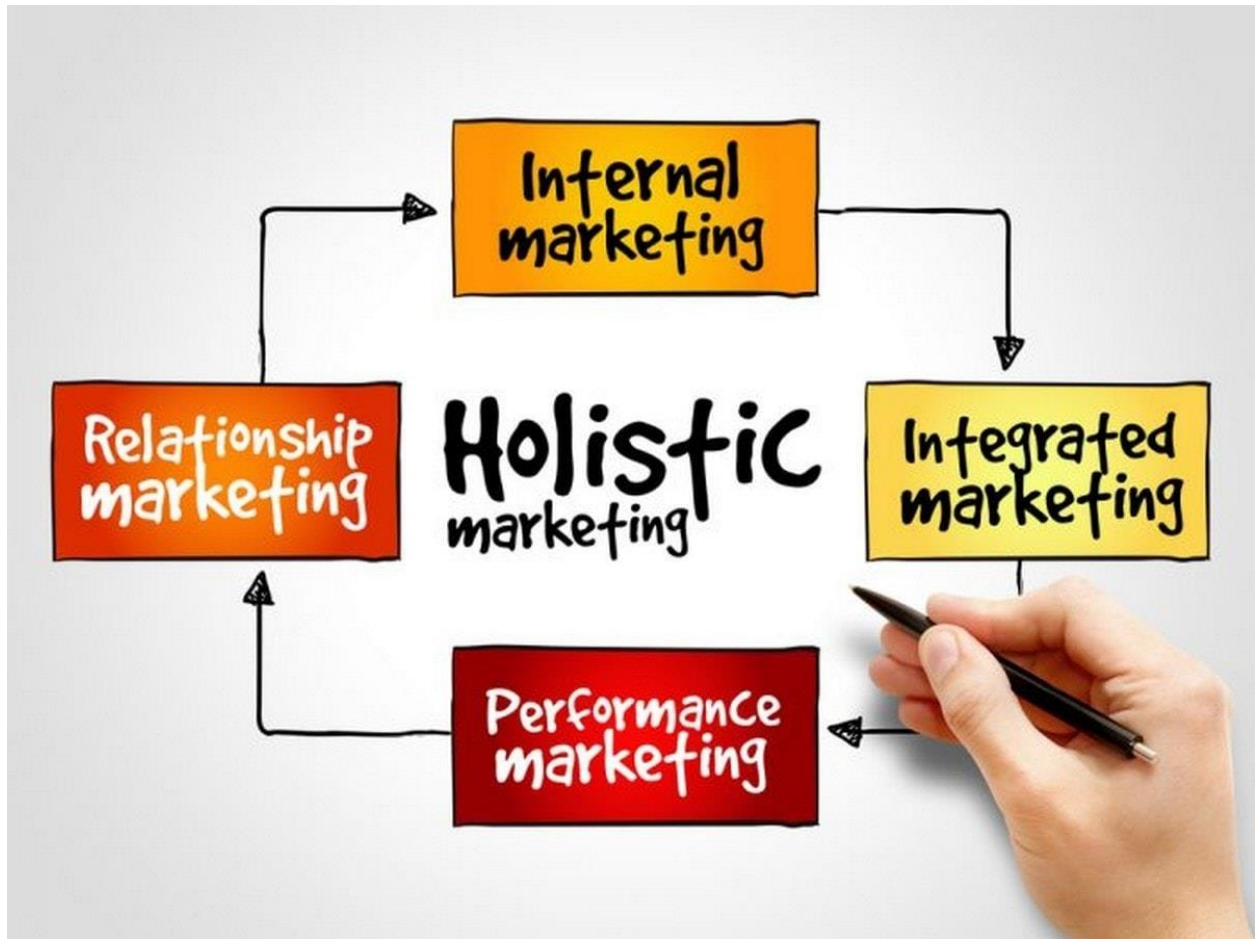 Internal
marketing
Relationship
marketing
Holistic
marketing
Integrated
marketing
Performance
marketing